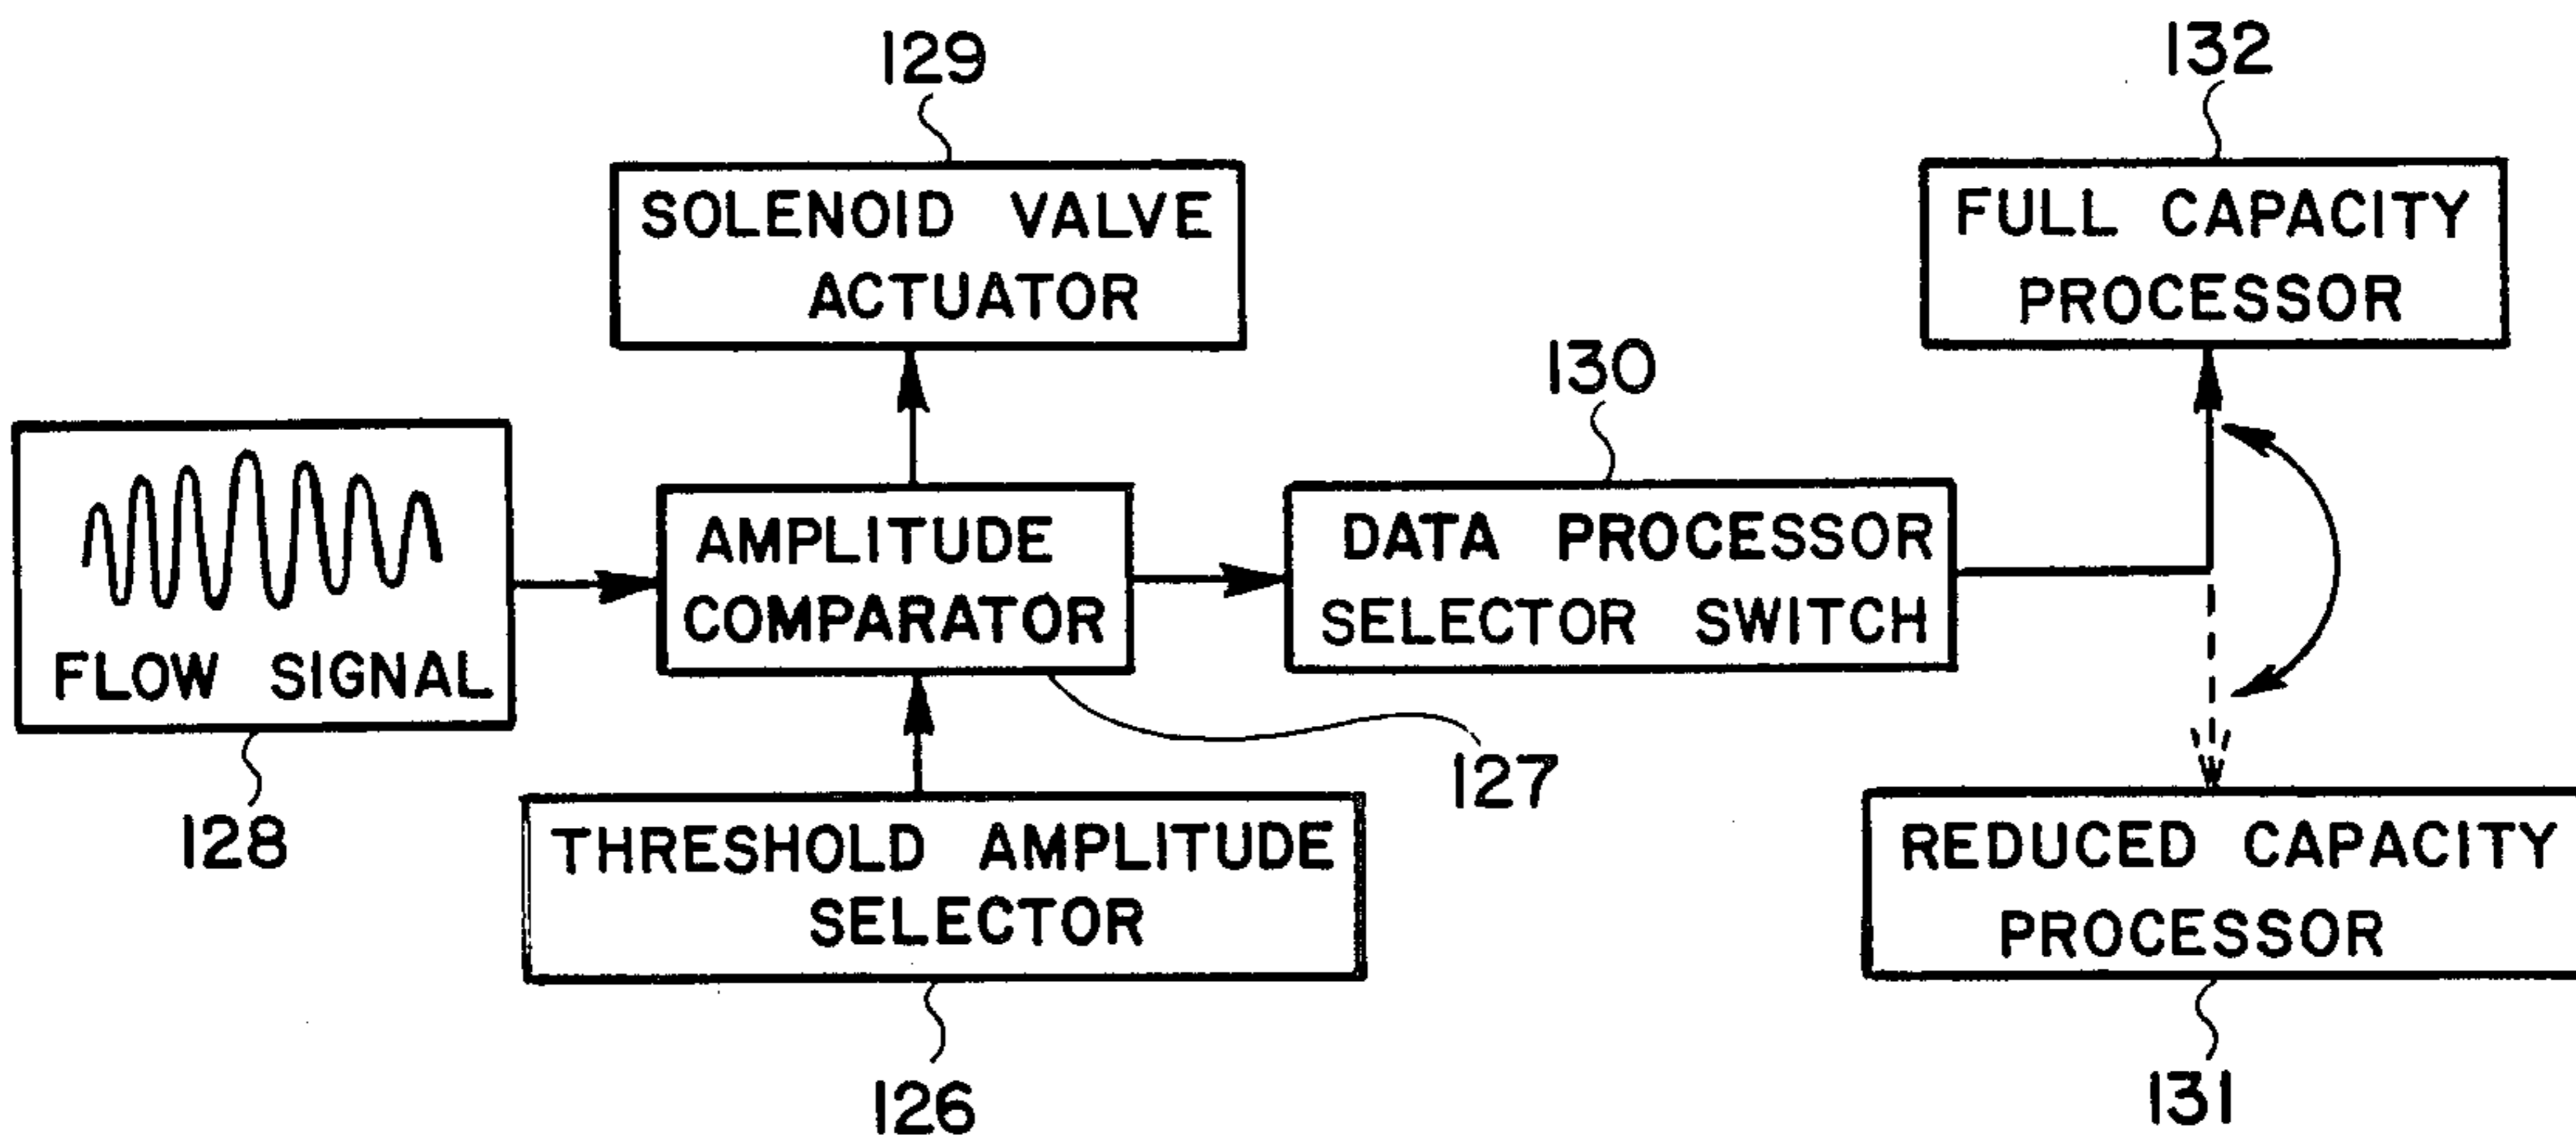 129
132
SOLENOID VALVE
ACTUATOR
FULL CAPACITY
PROCESSOR
130
FLOW SIGNAL
128
AMPLITUDE
COMPARATOR
127
DATA PROCESSOR
SELECTOR SWITCH
THRESHOLD AMPLITUDE
SELECTOR
126
REDUCED CAPACITY
PROCESSOR
131